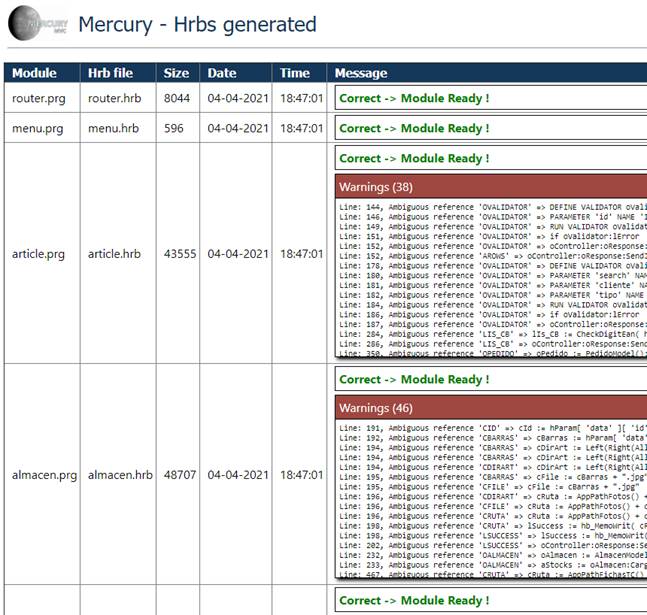 MERCURY
MVC
Mercury - Hrbs generated
Module Hrb file Size Date Time Message
router.prg router.hrb 8044 04-04-2021 18:47:01 Correct -> Module Ready !
menu.prg menu.hrb 596 04-04-2021 18:47:01 Correct -> Module Ready !
article.prg article.hrb 43555 04-04-2021 18:47:01 Correct -> Module Ready !
Warnings (38)
Line: 144, Ambiguous reference 'OVALIDATOR' => DEFINE VALIDATOR oVali
Line: 146, Ambiguous reference 'OVALIDATOR' => PARAMETER 'id' NAME 'I
Line: 149, Ambiguous reference 'OVALIDATOR' => RUN VALIDATOR oValidat
Line: 151, Ambiguous reference 'OVALIDATOR' => if oValidator:lError
Line: 152, Ambiguous reference 'OVALIDATOR' => oController:oResponse:
Line: 152, Ambiguous reference 'AROWS' => oController:oResponse:SendJ
Line: 178, Ambiguous reference 'OVALIDATOR' => DEFINE VALIDATOR oVali
Line: 180, Ambiguous reference 'OVALIDATOR' => PARAMETER 'search' NAM
Line: 181, Ambiguous reference 'OVALIDATOR' => PARAMETER 'cliente' NA
Line: 182, Ambiguous reference 'OVALIDATOR' => PARAMETER 'tipo' NAME
Line: 184, Ambiguous reference 'OVALIDATOR' => RUN VALIDATOR oValidat
Line: 186, Ambiguous reference 'OVALIDATOR' => if oValidator:lError
Line: 187, Ambiguous reference 'OVALIDATOR' => oController:oResponse:
Line: 284, Ambiguous reference 'LIS_CB' => lIs_CB := CheckDigitEan( h
Line: 286, Ambiguous reference 'LIS_CB' => oController:oResponse:Send
Line: 350, Ambiguous reference 'OPEDIDO' => oPedido := PedidoModel():
almacen.prg almacen.hrb 48707 04-04-2021 18:47:01 Correct -> Module Ready !
Warnings (46)
Line: 191, Ambiguous reference 'CID' => cId := hParam[ 'data' ][ 'id'
Line: 192, Ambiguous reference 'CBARRAS' => cBarras := hParam[ 'data'
Line: 194, Ambiguous reference 'CBARRAS' => cDirArt := Left(Right(All
Line: 194, Ambiguous reference 'CBARRAS' => cDirArt := Left(Right(All
Line: 194, Ambiguous reference 'CDIRART' => cDirArt := Left(Right(All
Line: 195, Ambiguous reference 'CBARRAS' => cFile := cBarras + ".jpg"
Line: 195, Ambiguous reference 'CFILE' => cFile := cBarras + ".jpg"
Line: 196, Ambiguous reference 'CDIRART' => cRuta := AppPathFotos() +
Line: 196, Ambiguous reference 'CFILE' => cRuta := AppPathFotos() + c
Line: 196, Ambiguous reference 'CRUTA' => cRuta := AppPathFotos() + c
Line: 198, Ambiguous reference 'CRUTA' => lSuccess := hb_MemoWrit( cR
Line: 198, Ambiguous reference 'LSUCCESS' => lSuccess := hb_MemoWrit(
Line: 202, Ambiguous reference 'LSUCCESS' => oController:oResponse:Se
Line: 232, Ambiguous reference 'OALMACEN' => oAlmacen := AlmacenModel
Line: 233, Ambiguous reference 'OALMACEN' => aStocks := oAlmacen:Carg
Line: 467, Ambiguous reference 'CRUTA' => cRuta := AppPathFichasTC()
Correct -> Module Ready !